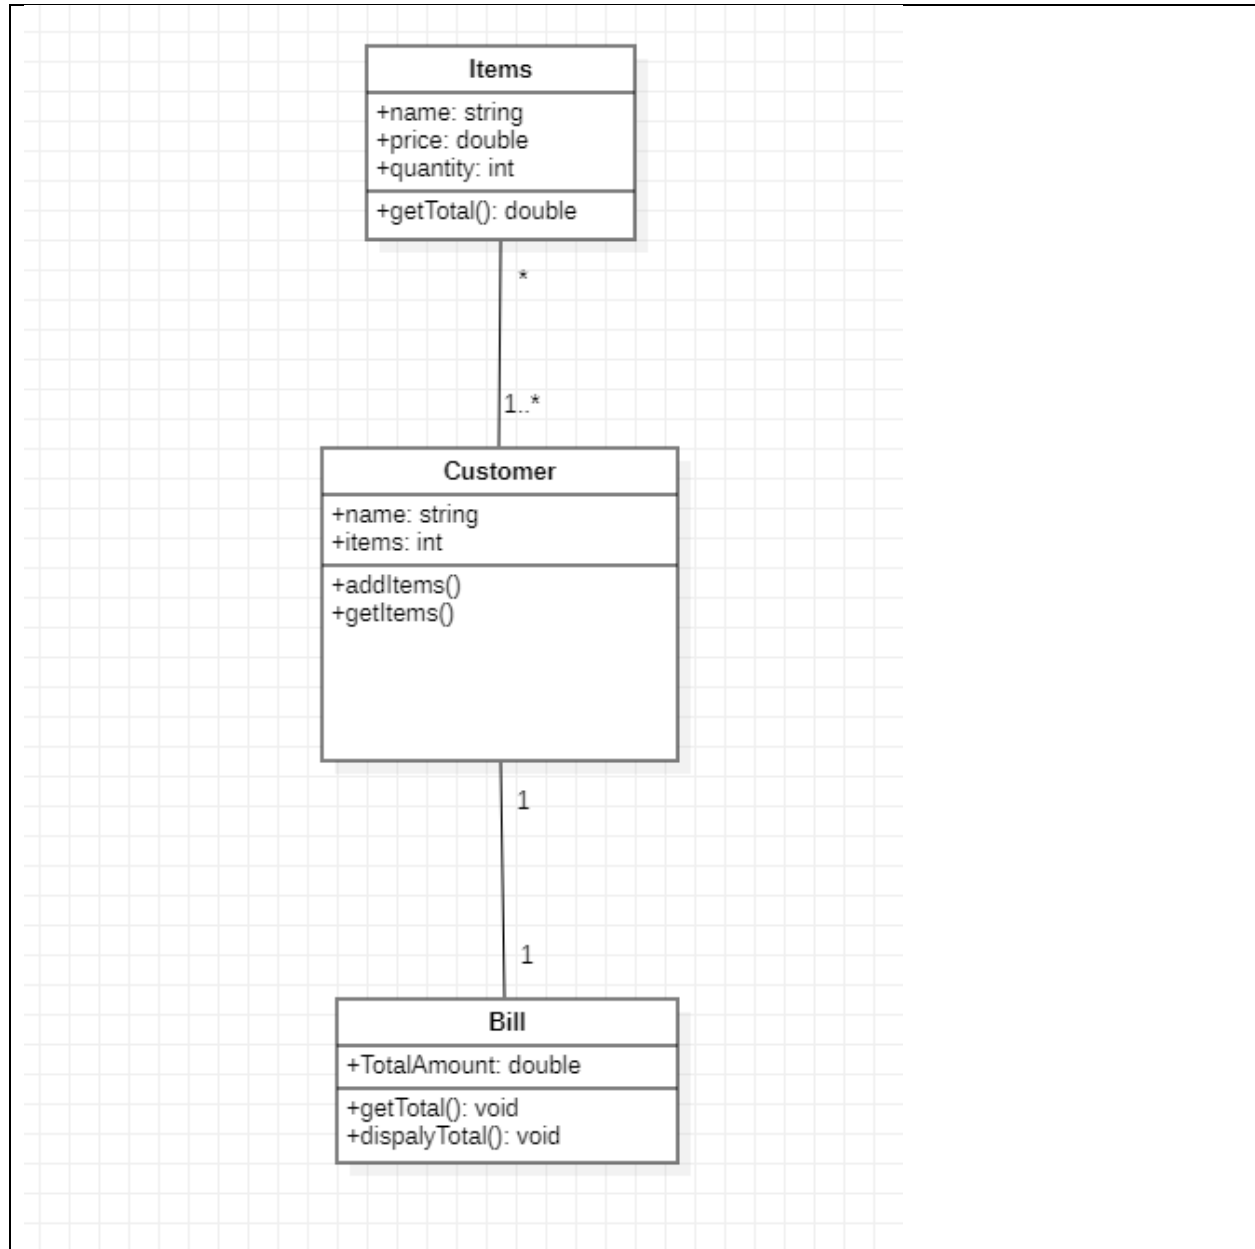 Items
+name: string
+price: double
+quantity: int
+getTotal(): double
*
1..*
Customer
+name: string
+items: int
+addItems()
+getItems()
1
1
Bill
+TotalAmount: double
+getTotal(): void
+dispalyTotal(): void